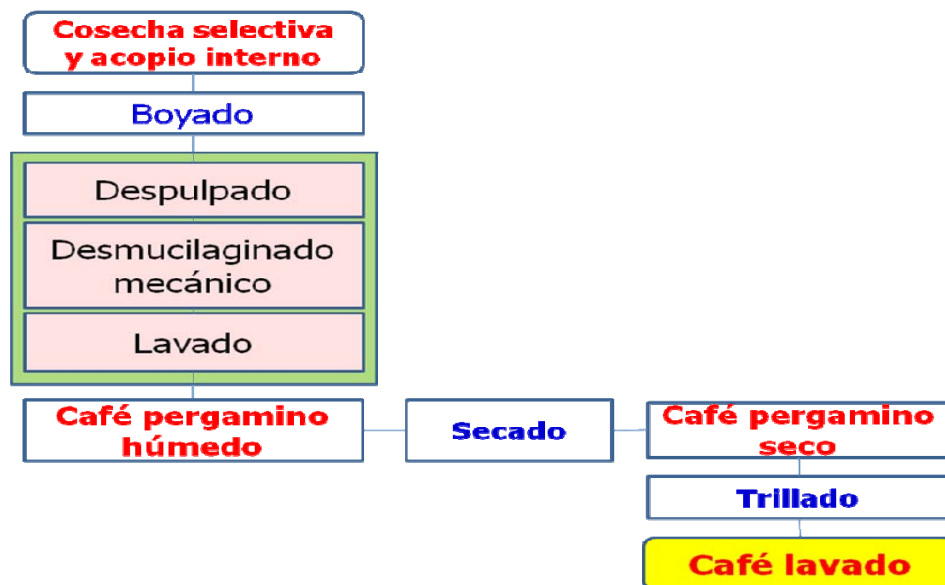 Cosecha selectiva
y acopio interno
Boyado
Despulpado
Desmucilaginado
mecánico
Lavado
Café pergamino
húmedo
Secado
Café pergamino
seco
Trillado
Café lavado